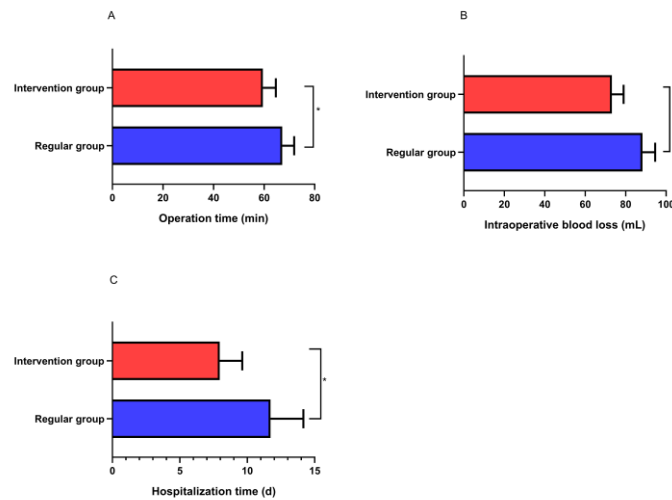 A
Intervention group
Regular group
*
0 20 40 60 80
Operation time (min)
B
Intervention group
Regular group
0 20 40 60 80 100
Intraoperative blood loss (mL)
C
Intervention group
Regular group
*
0 5 10 15
Hospitalization time (d)